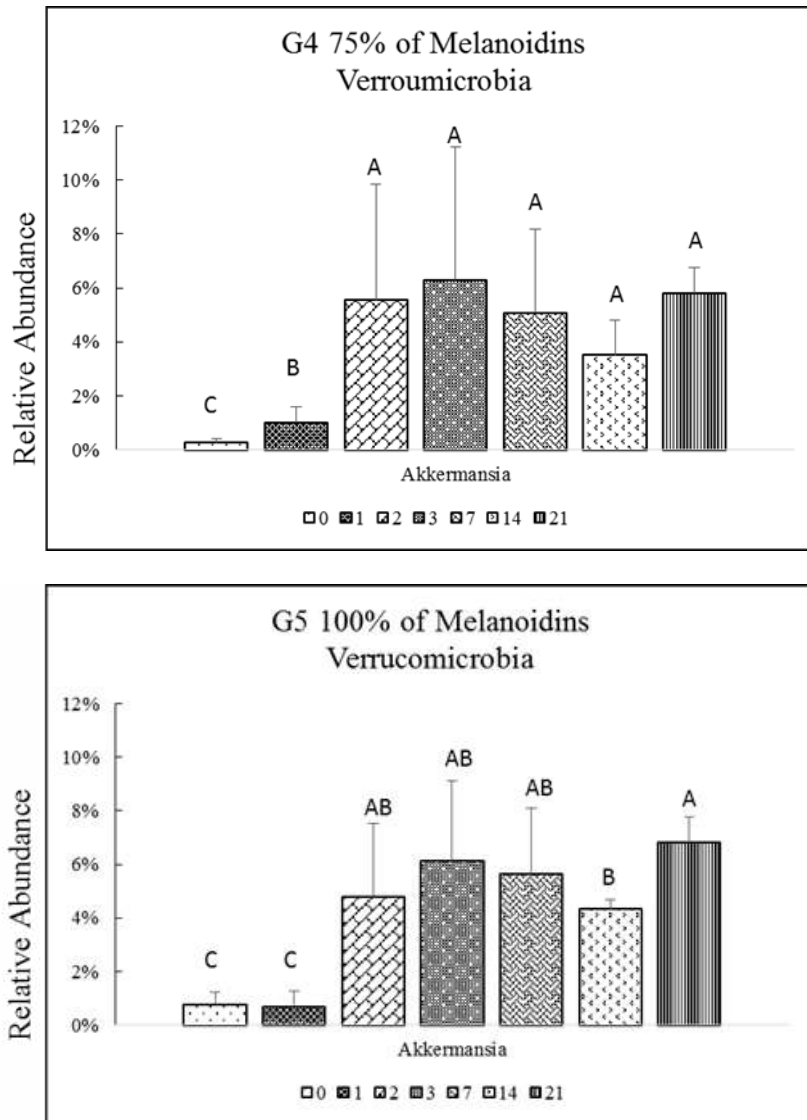 G4 75% of Melanoidins
Verroumicrobia
Relative Abundance
12%
10%
8%
6%
4%
2%
0%
C
B
A
A
A
A
A
Akkermansia
0 1 2 3 7 14 21
G5 100% of Melanoidins
Verrucomicrobia
Relative Abundance
12%
10%
8%
6%
4%
2%
0%
C
C
AB
AB
AB
B
A
Akkermansia
0 1 2 3 7 14 21